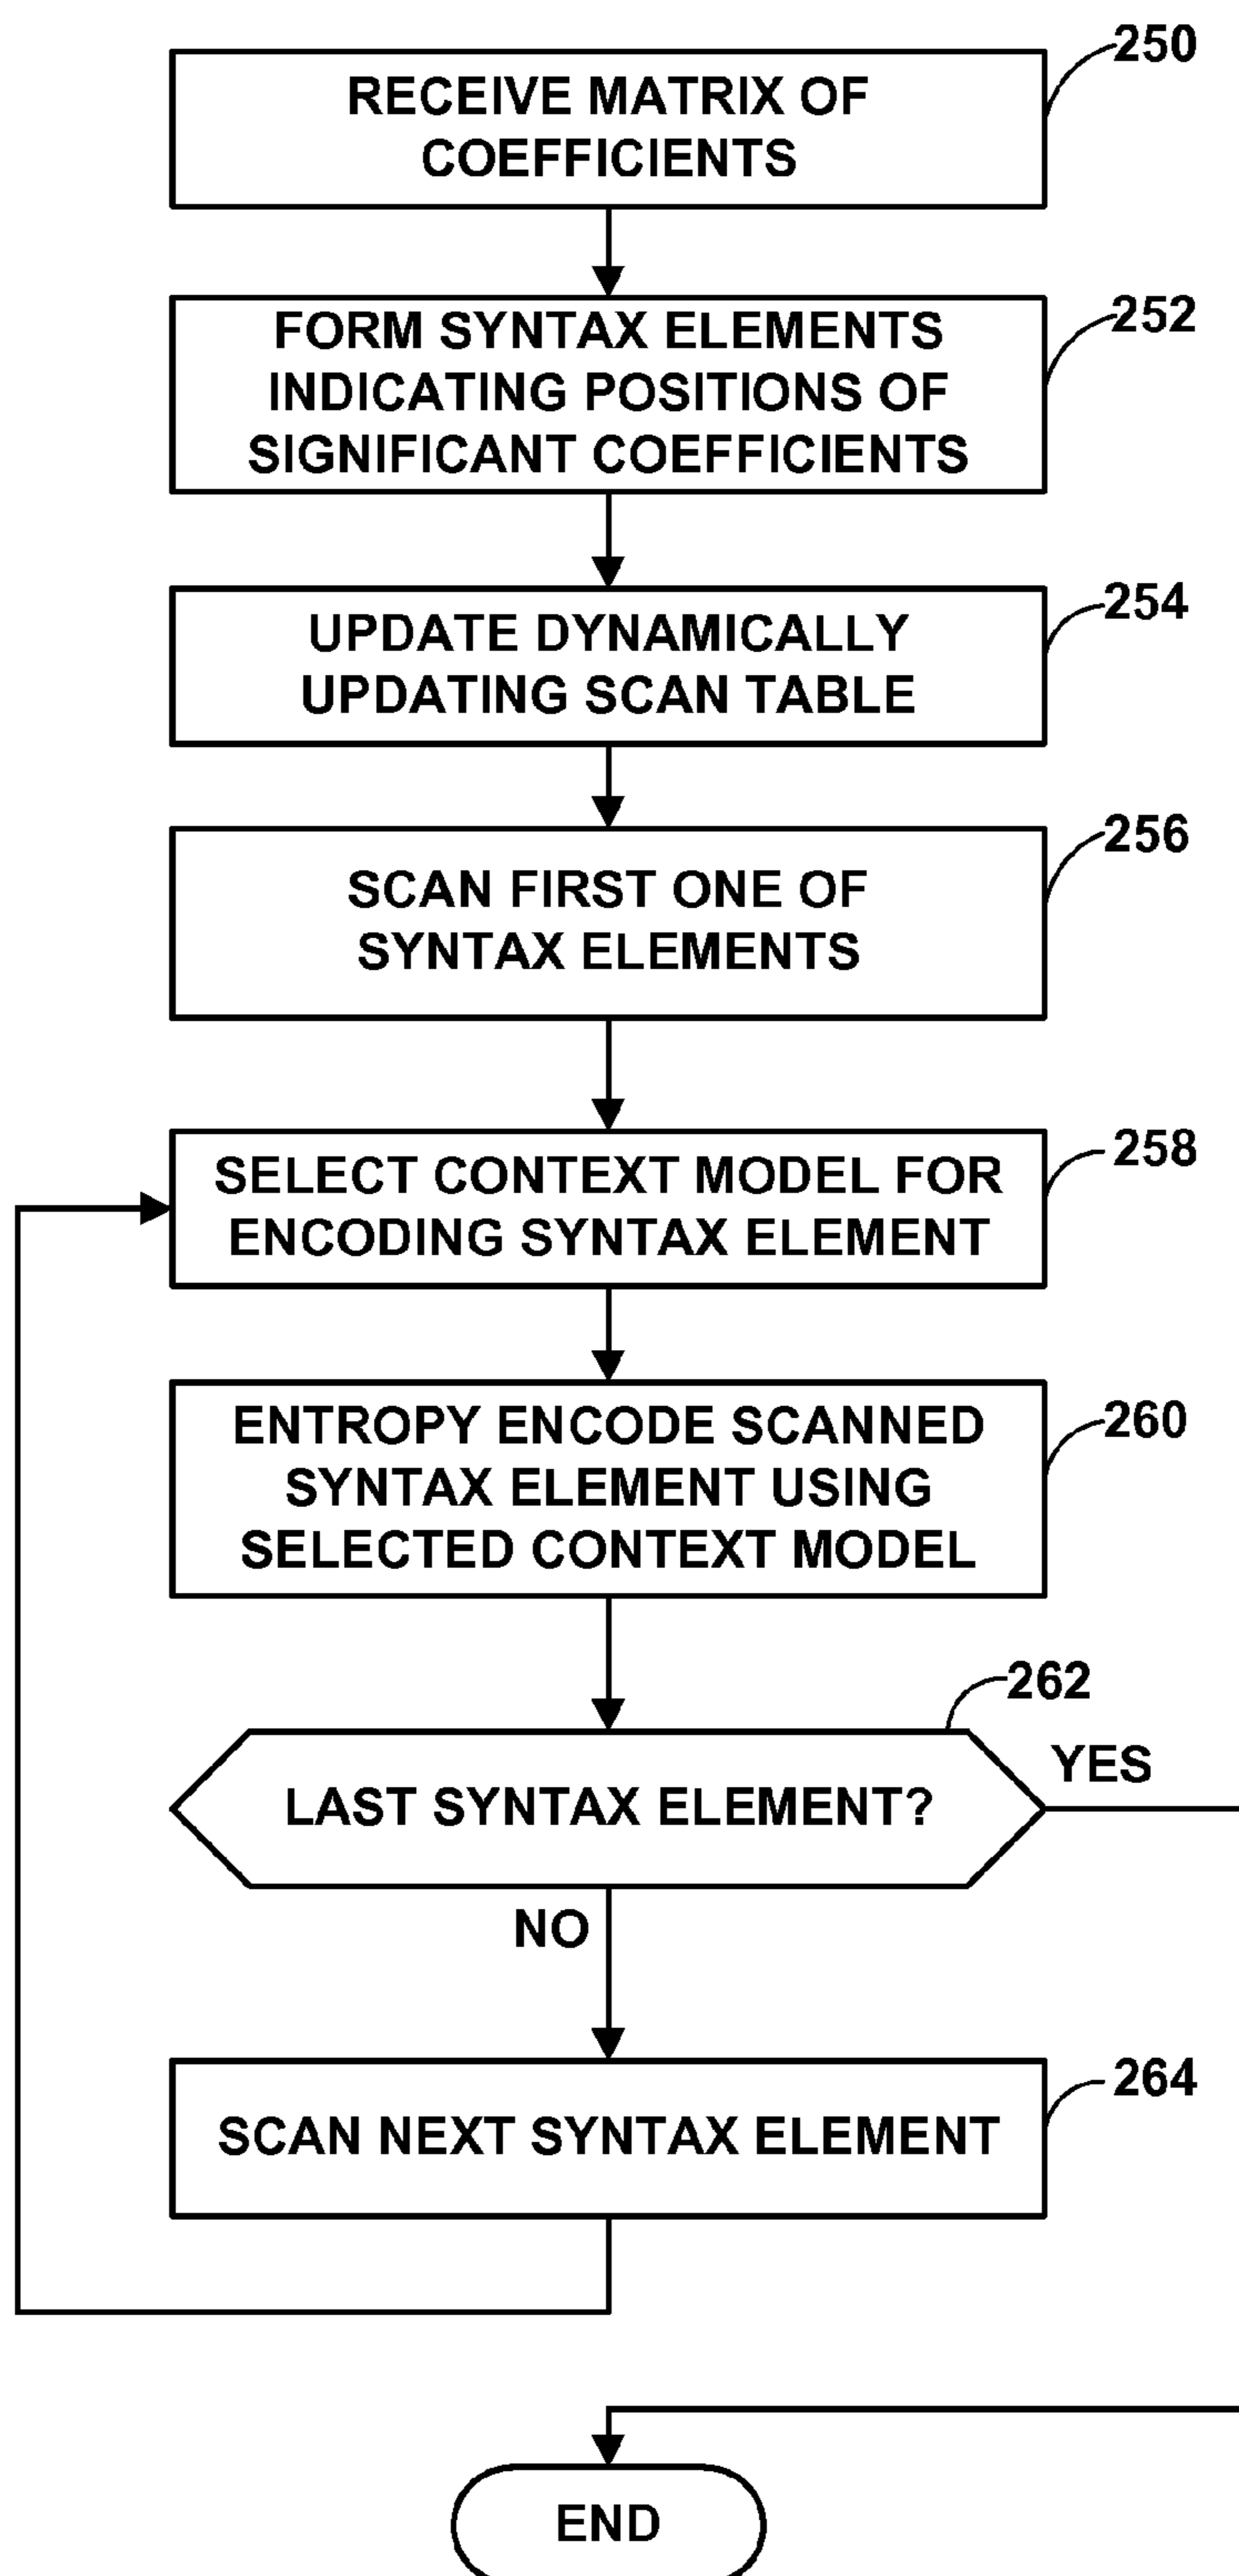 250
RECEIVE MATRIX OF
COEFFICIENTS
252
FORM SYNTAX ELEMENTS
INDICATING POSITIONS OF
SIGNIFICANT COEFFICIENTS
254
UPDATE DYNAMICALLY
UPDATING SCAN TABLE
256
SCAN FIRST ONE OF
SYNTAX ELEMENTS
258
SELECT CONTEXT MODEL FOR
ENCODING SYNTAX ELEMENT
260
ENTROPY ENCODE SCANNED
SYNTAX ELEMENT USING
SELECTED CONTEXT MODEL
262
YES
LAST SYNTAX ELEMENT?
NO
264
SCAN NEXT SYNTAX ELEMENT
END